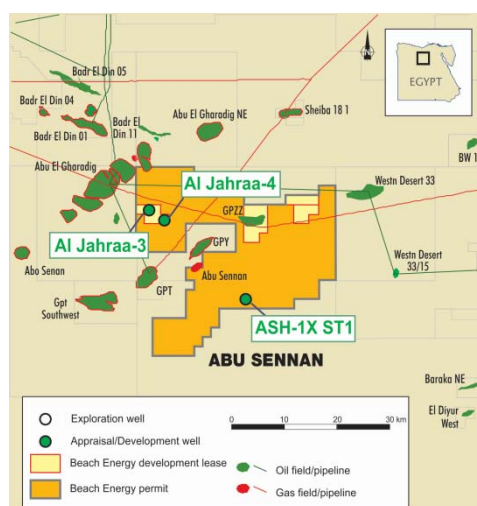 Badr El Din 05
N
EGYPT
Badr El Din 04
Badr El Din 01
Badr El
Din 11
Abu El Gharadig NE
Sheiba 18 1
BW 1
Abu El Gharadig
Al Jahraa-4
Westn Desert 33
GPZZ
Al Jahraa-3
GPY
Abo Senan
Abu Sennan
GPT
Westn Desert
33/15
Gpt
Southwest
ASH-1X ST1
ABU SENNAN
Baraka NE
El Diyur
West
Exploration well
0 10 20 30 km
Appraisal/Development well
Beach Energy development lease
Oil field/pipeline
Beach Energy permit
Gas field/pipeline